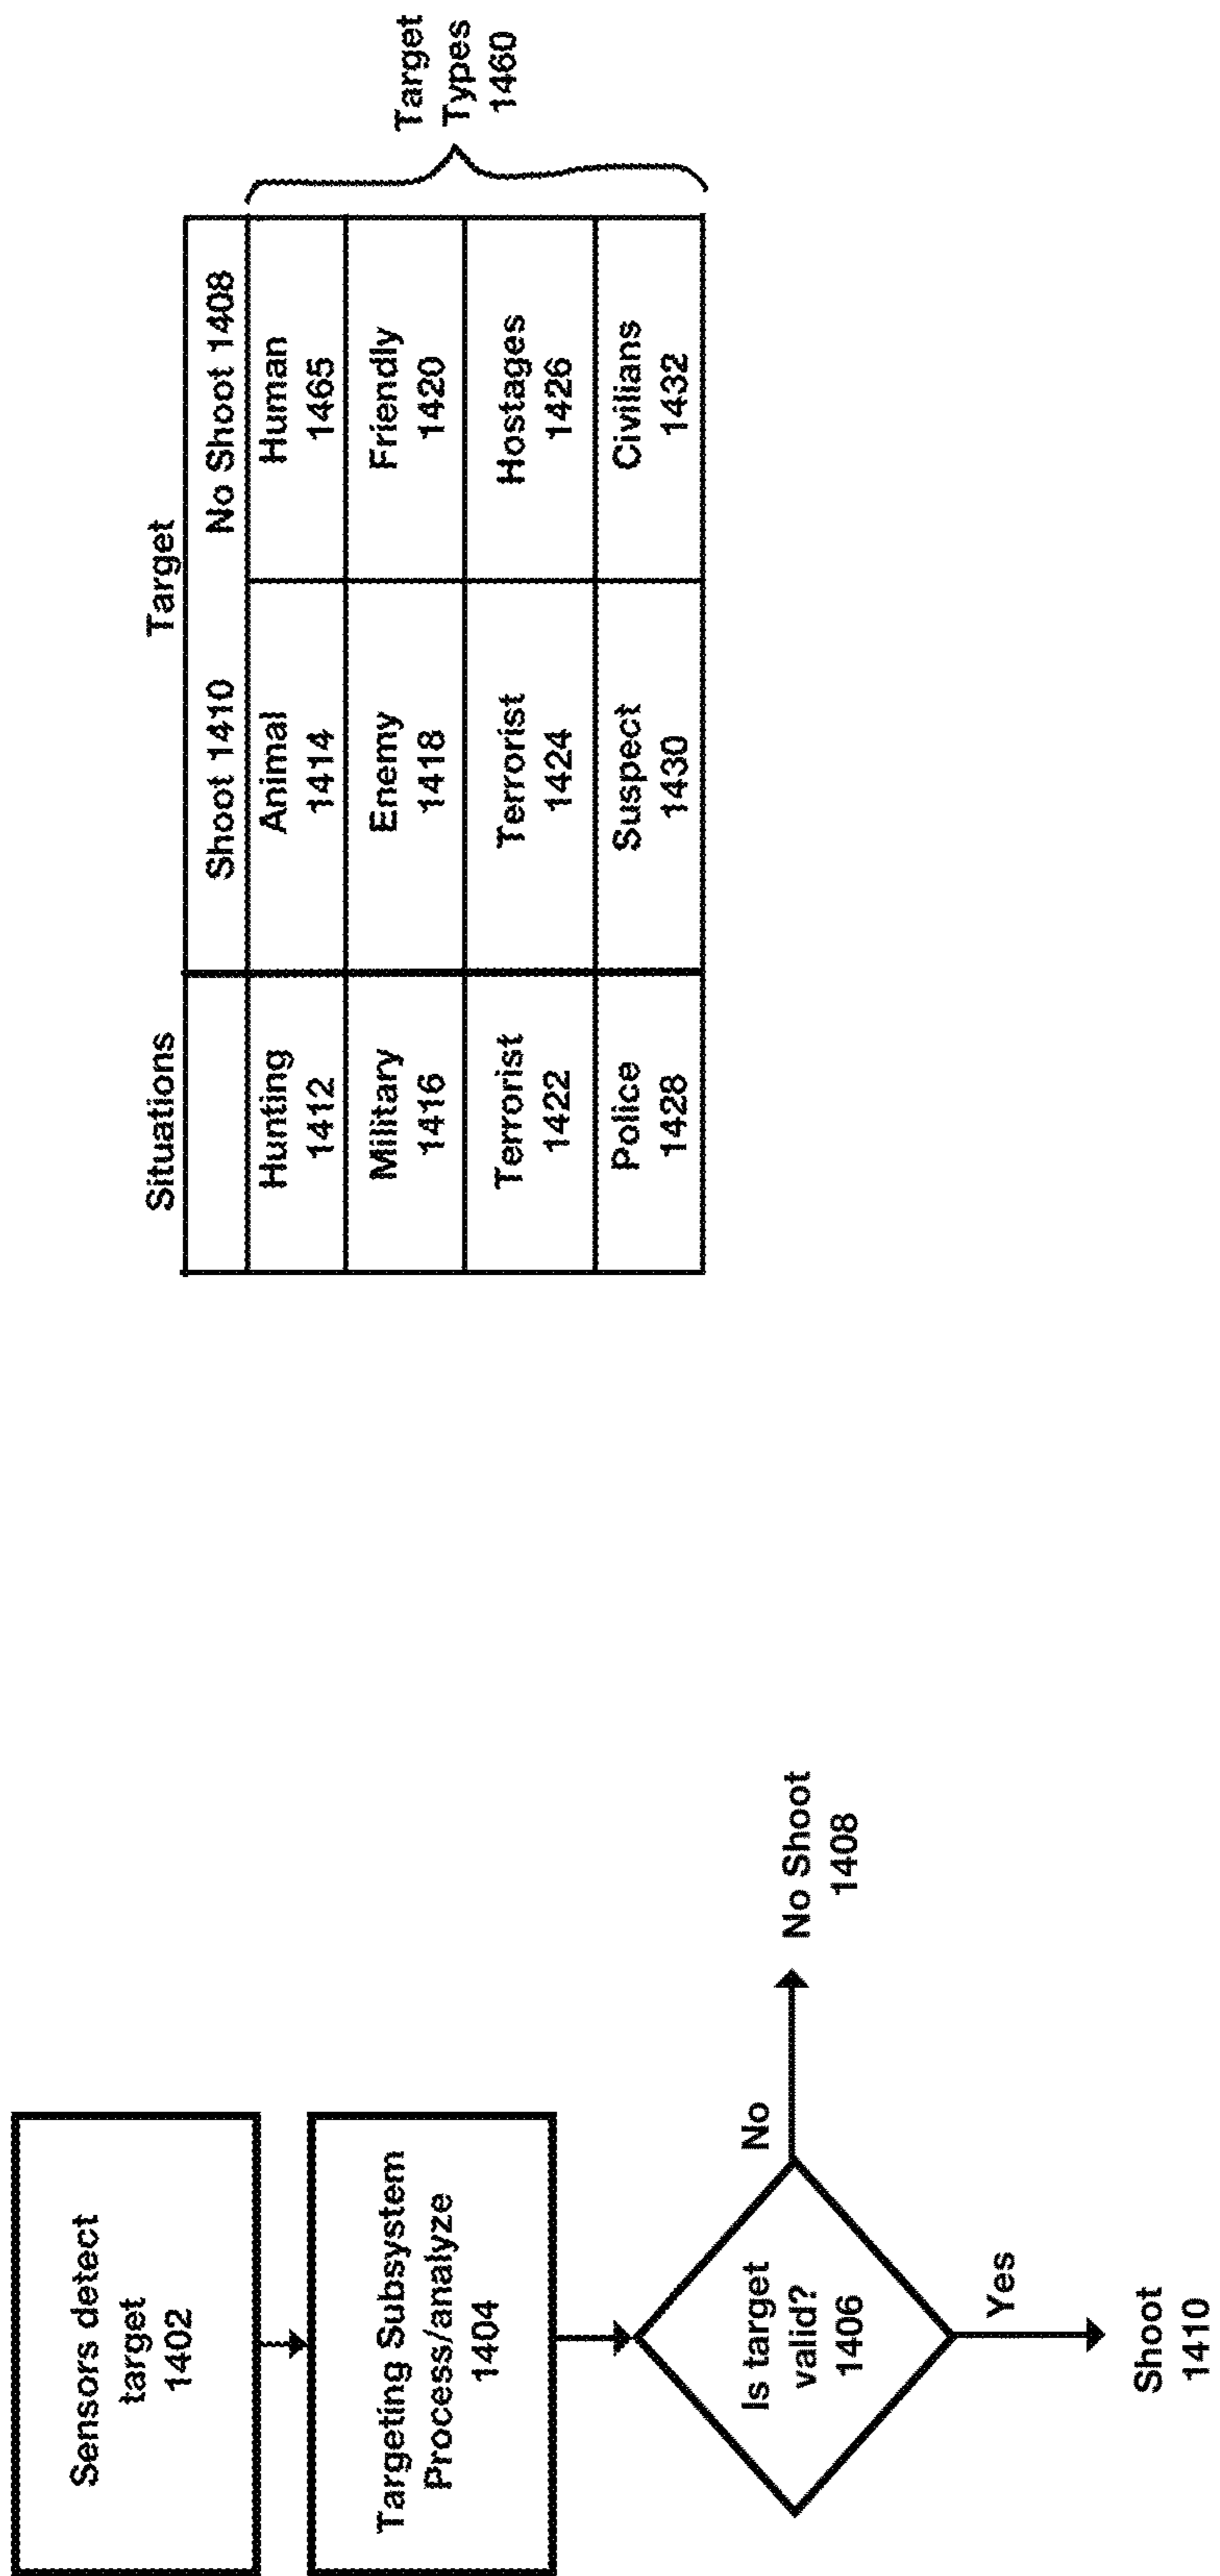 Sensors detect
target
1402
Targeting Subsystem
Process/analyze
1404
Is target
valid?
1406
No
No Shoot
1408
Yes
Shoot
1410
Situations
Target
Shoot 1410
No Shoot 1408
Hunting
1412
Animal
1414
Human
1465
Military
1416
Enemy
1418
Friendly
1420
Terrorist
1422
Terrorist
1424
Hostages
1426
Police
1428
Suspect
1430
Civilians
1432
Target
Types
1460